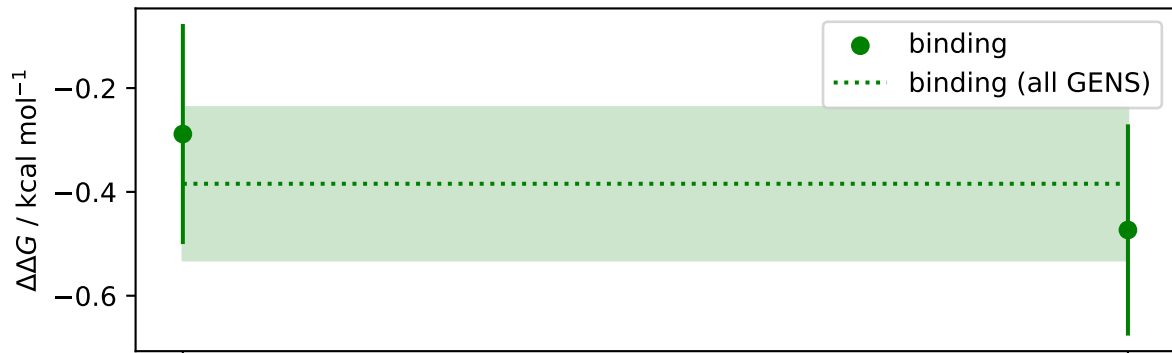 binding
binding (all GENS)
−0.2
−0.4
−0.6
ΔΔG / kcal mol⁻¹